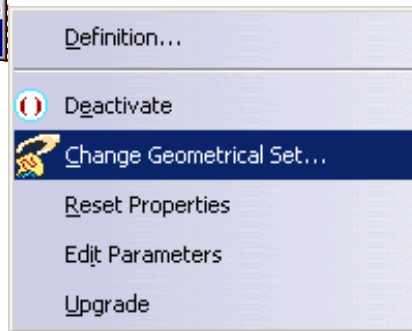 Definition...
Deactivate
Change Geometrical Set...
Reset Properties
Edit Parameters
Upgrade